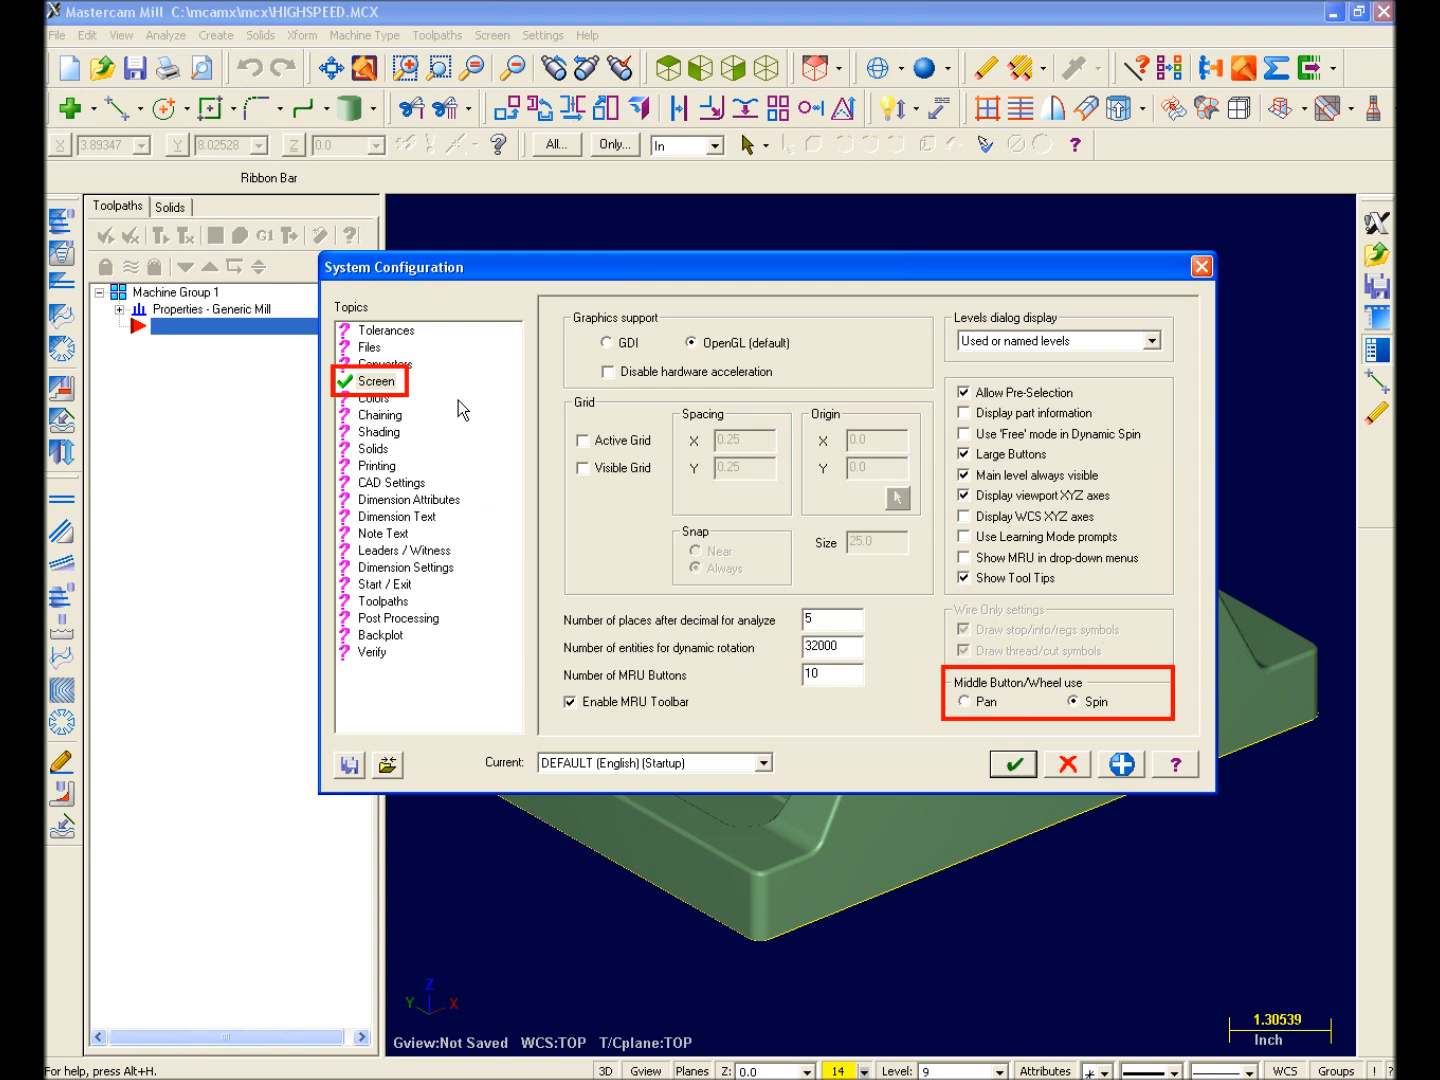 Mastercam Mill C:\mcamx\mcx\HIGHSPEED.MCX
File Edit View Analyze Create Solids Xform Machine Type Toolpaths Screen Settings Help
X 3.89347 Y 8.02528 Z 0.0 All... Only... In
Ribbon Bar
Toolpaths Solids
G1
Machine Group 1
Properties - Generic Mill
System Configuration
Topics
Tolerances
Files
Converters
Screen
Colors
Chaining
Shading
Solids
Printing
CAD Settings
Dimension Attributes
Dimension Text
Note Text
Leaders / Witness
Dimension Settings
Start / Exit
Toolpaths
Post Processing
Backplot
Verify
Graphics support
GDI OpenGL (default)
Disable hardware acceleration
Grid
Active Grid
Visible Grid
Spacing
X 0.25
Y 0.25
Origin
X 0.0
Y 0.0
Snap
Near
Always
Size 25.0
Number of places after decimal for analyze 5
Number of entities for dynamic rotation 32000
Number of MRU Buttons 10
Enable MRU Toolbar
Levels dialog display
Used or named levels
Allow Pre-Selection
Display part information
Use 'Free' mode in Dynamic Spin
Large Buttons
Main level always visible
Display viewport XYZ axes
Display WCS XYZ axes
Use Learning Mode prompts
Show MRU in drop-down menus
Show Tool Tips
Wire Only settings
Draw stop/info/regs symbols
Draw thread/cut symbols
Middle Button/Wheel use
Pan Spin
Current: DEFAULT (English) (Startup)
Z
Y X
1.30539
Inch
Gview:Not Saved WCS:TOP T/Cplane:TOP
For help, press Alt+H. 3D Gview Planes Z: 0.0 14 Level: 9 Attributes WCS Groups ! ?